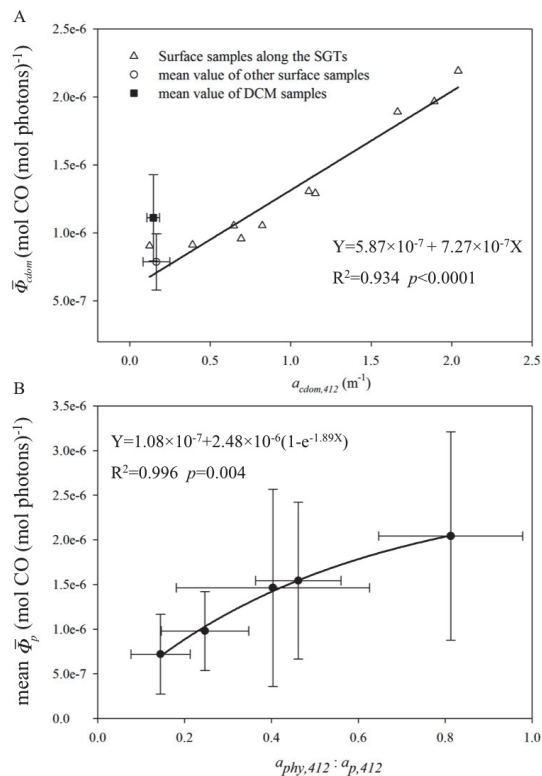 A
2.5e-6
2.0e-6
1.5e-6
1.0e-6
5.0e-7
Φ̅cdom (mol CO (mol photons)-1
Surface samples along the SGTs
mean value of other surface samples
mean value of DCM samples
Y=5.87×10-7 + 7.27×10-7X
R2=0.934 p<0.0001
0.0 0.5 1.0 1.5 2.0 2.5
acdom,412 (m-1)
B
3.5e-6
3.0e-6
2.5e-6
2.0e-6
1.5e-6
1.0e-6
5.0e-7
0.0
mean Φ̅p (mol CO (mol photons)-1
Y=1.08×10-7+2.48×10-6(1-e-1.89X)
R2=0.996 p=0.004
0.0 0.2 0.4 0.6 0.8 1.0
aphy,412 : ap,412